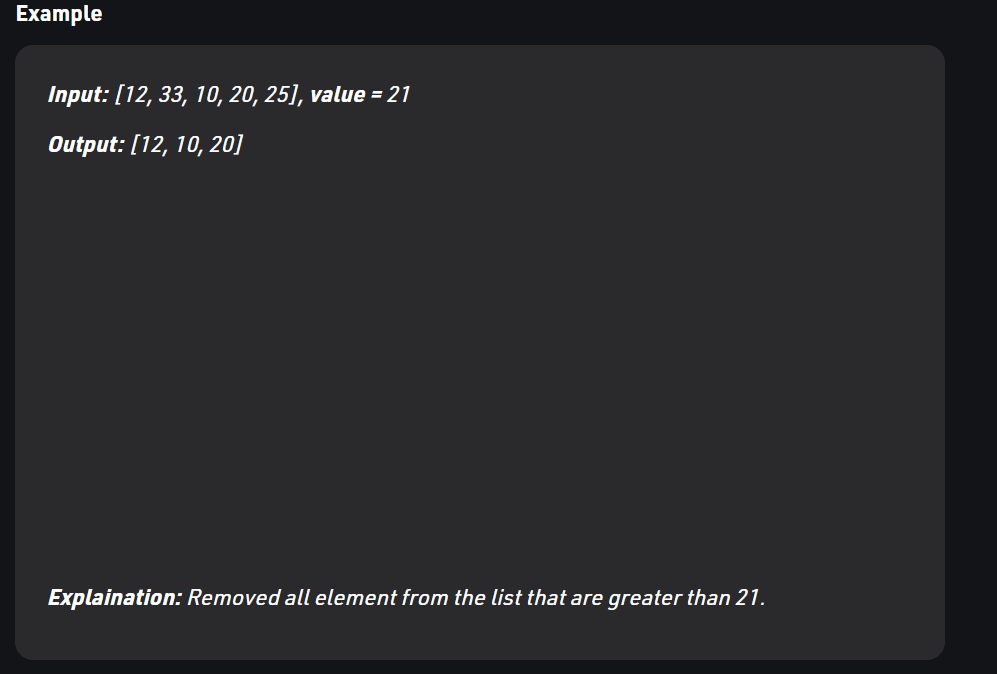 Example
Input: [12, 33, 10, 20, 25], value = 21
Output: [12, 10, 20]
Explaination: Removed all element from the list that are greater than 21.